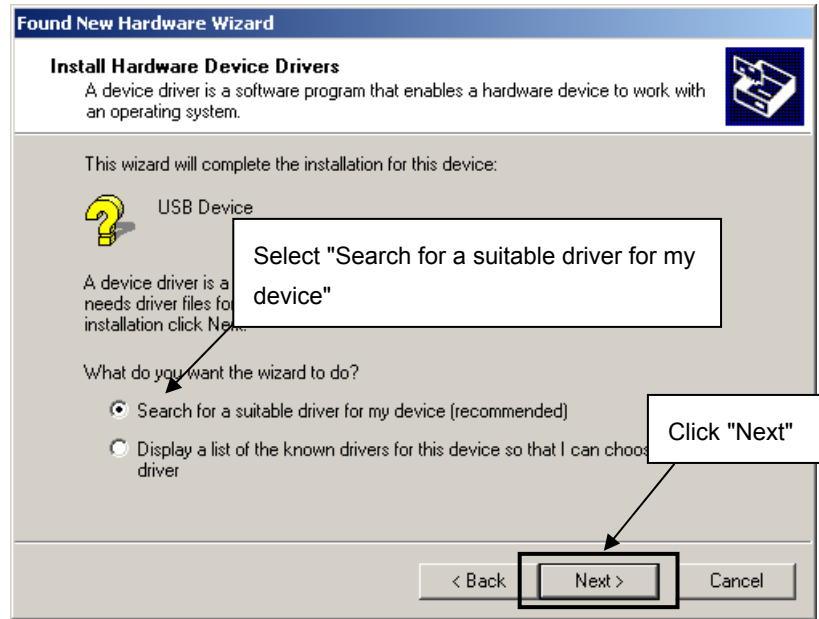 Found New Hardware Wizard
Install Hardware Device Drivers
A device driver is a software program that enables a hardware device to work with
an operating system.
This wizard will complete the installation for this device:
USB Device
Select "Search for a suitable driver for my
device"
A device driver is a
needs driver files for
installation click Next.
What do you want the wizard to do?
Search for a suitable driver for my device (recommended)
Display a list of the known drivers for this device so that I can
driver
Click "Next"
< Back
Next >
Cancel